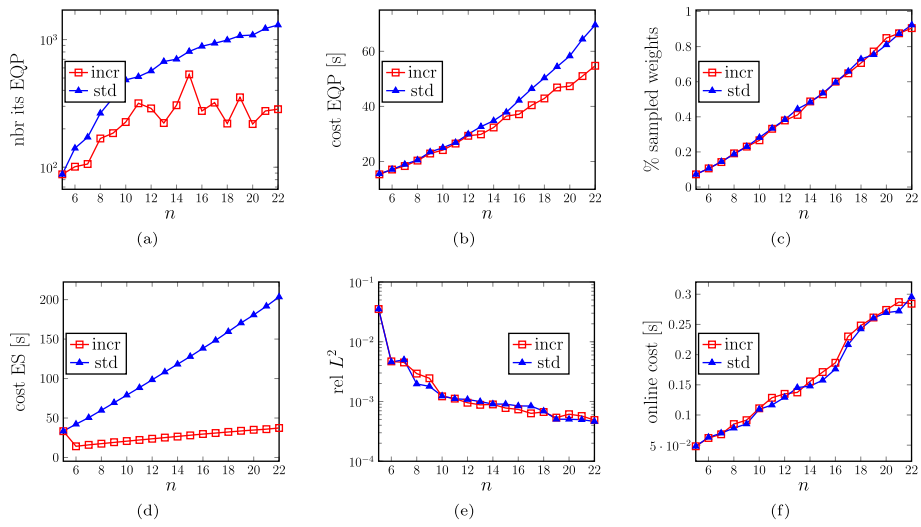 10³
10²
nbr its EQP
incr
std
6 8 10 12 14 16 18 20 22
n
(a)
60
40
20
cost EQP [s]
incr
std
6 8 10 12 14 16 18 20 22
n
(b)
1
0.8
0.6
0.4
0.2
0
% sampled weights
incr
std
6 8 10 12 14 16 18 20 22
n
(c)
200
150
100
50
0
cost ES [s]
incr
std
6 8 10 12 14 16 18 20 22
n
(d)
10⁻¹
10⁻²
10⁻³
10⁻⁴
rel L²
incr
std
6 8 10 12 14 16 18 20 22
n
(e)
0.3
0.25
0.2
0.15
0.1
5·10⁻²
online cost [s]
incr
std
6 8 10 12 14 16 18 20 22
n
(f)